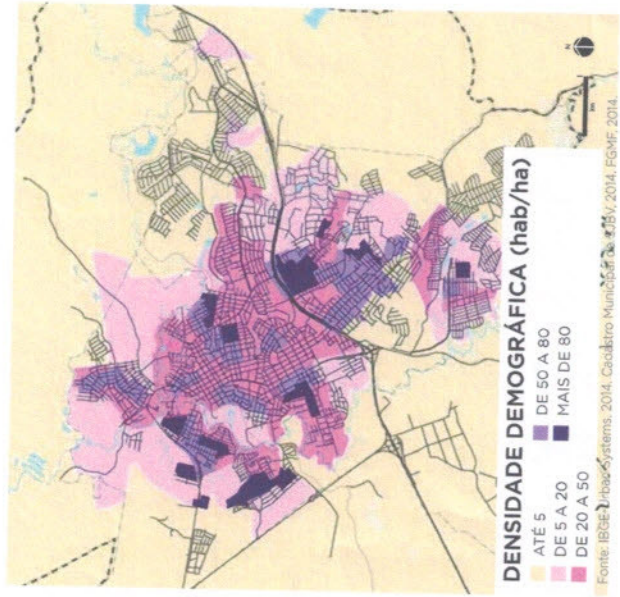 N
DENSIDADE DEMOGRÁFICA (hab/ha)
ATÉ 5
DE 5 A 20
DE 20 A 50
DE 50 A 80
MAIS DE 80
Fonte: IBGE Urban Systems, 2014. Cadastro Municipal de 2014. FGMF, 2014.